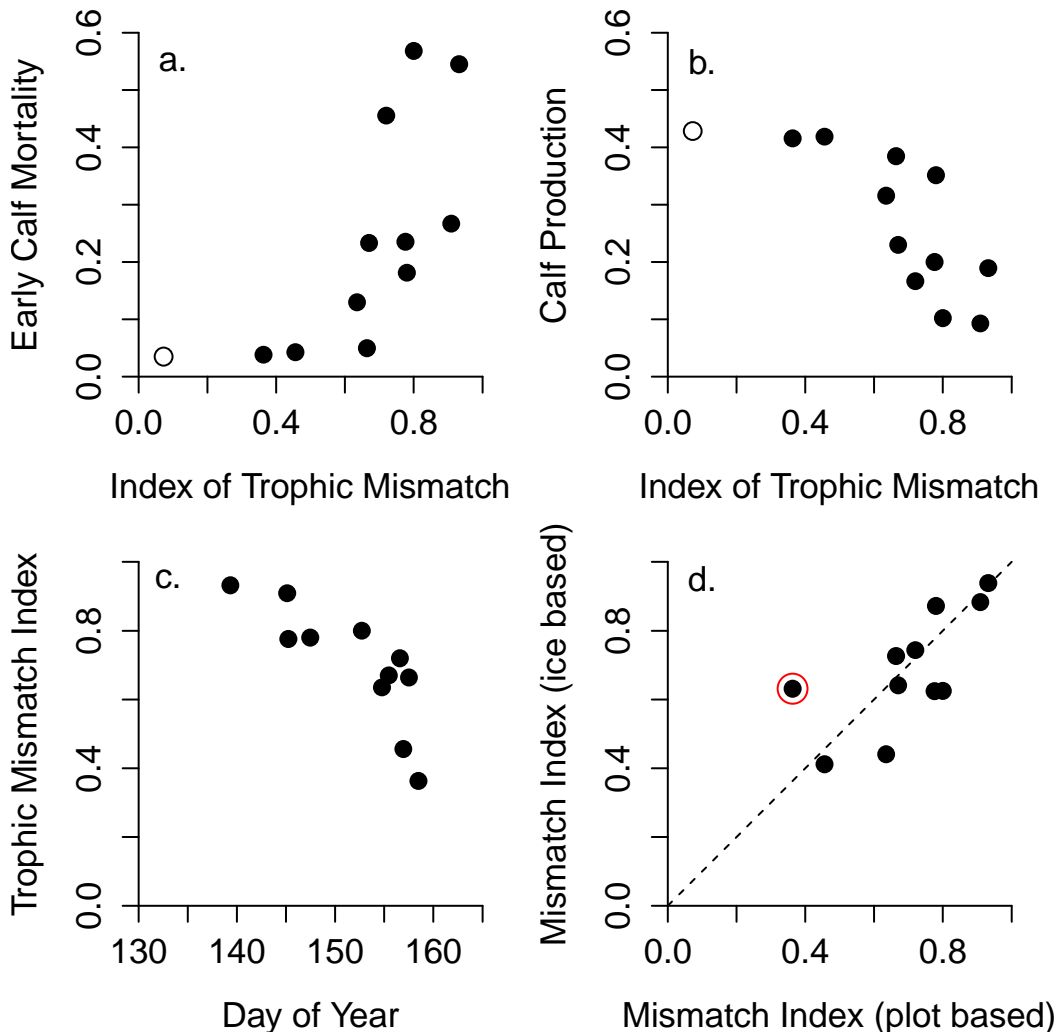 a.
Early Calf Mortality
0.0 0.2 0.4 0.6
0.0 0.4 0.8
Index of Trophic Mismatch
b.
Calf Production
0.0 0.2 0.4 0.6
0.0 0.4 0.8
Index of Trophic Mismatch
c.
Trophic Mismatch Index
0.0 0.4 0.8
130 140 150 160
Day of Year
d.
Mismatch Index (ice based)
0.0 0.4 0.8
0.0 0.4 0.8
Mismatch Index (plot based)